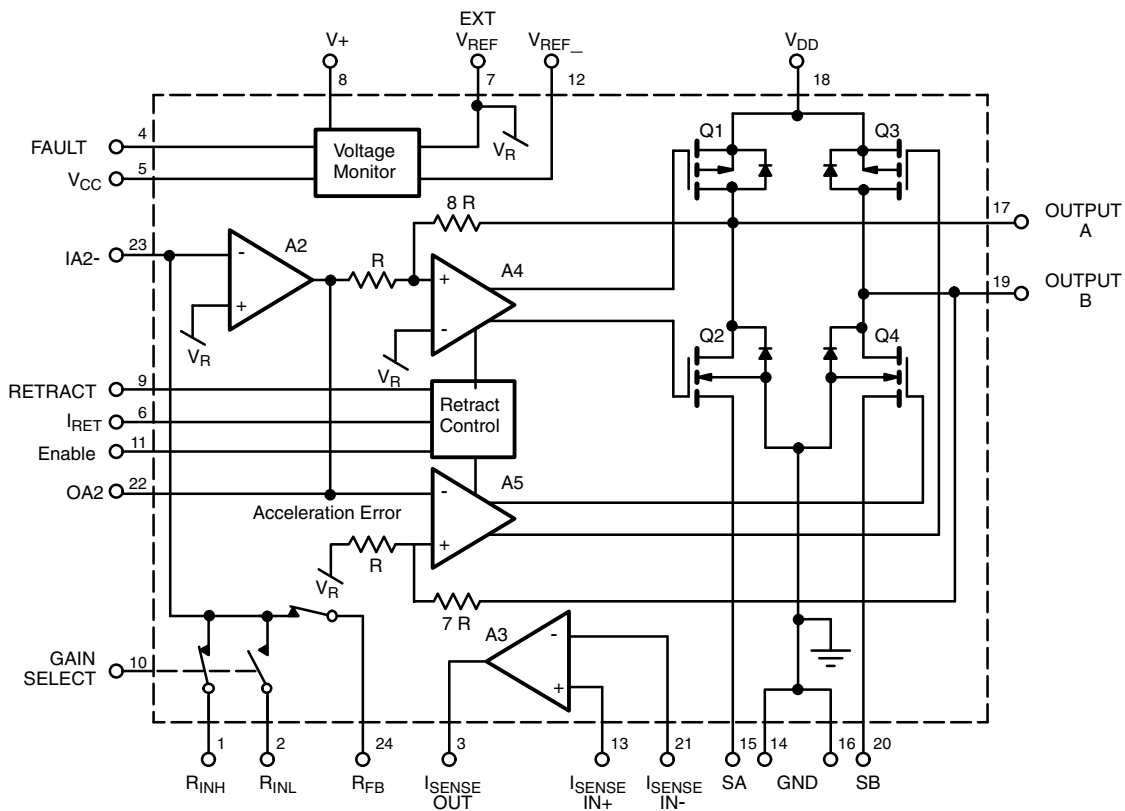 EXT
V+
VREF
VREF_
VDD
8
7
12
18
FAULT
4
VCC
5
Voltage
Monitor
VR
Q1
Q3
8 R
17
OUTPUT
A
IA2-
23
A2
-
+
VR
R
A4
+
-
VR
19
OUTPUT
B
Q2
Q4
RETRACT
9
IRET
6
Enable
11
Retract
Control
OA2
22
Acceleration Error
A5
-
+
VR
R
7 R
GAIN
SELECT
10
A3
-
+
1
2
24
3
13
21
15
14
16
20
RINH
RINL
RFB
ISENSE
OUT
ISENSE
IN+
ISENSE
IN-
SA
GND
SB